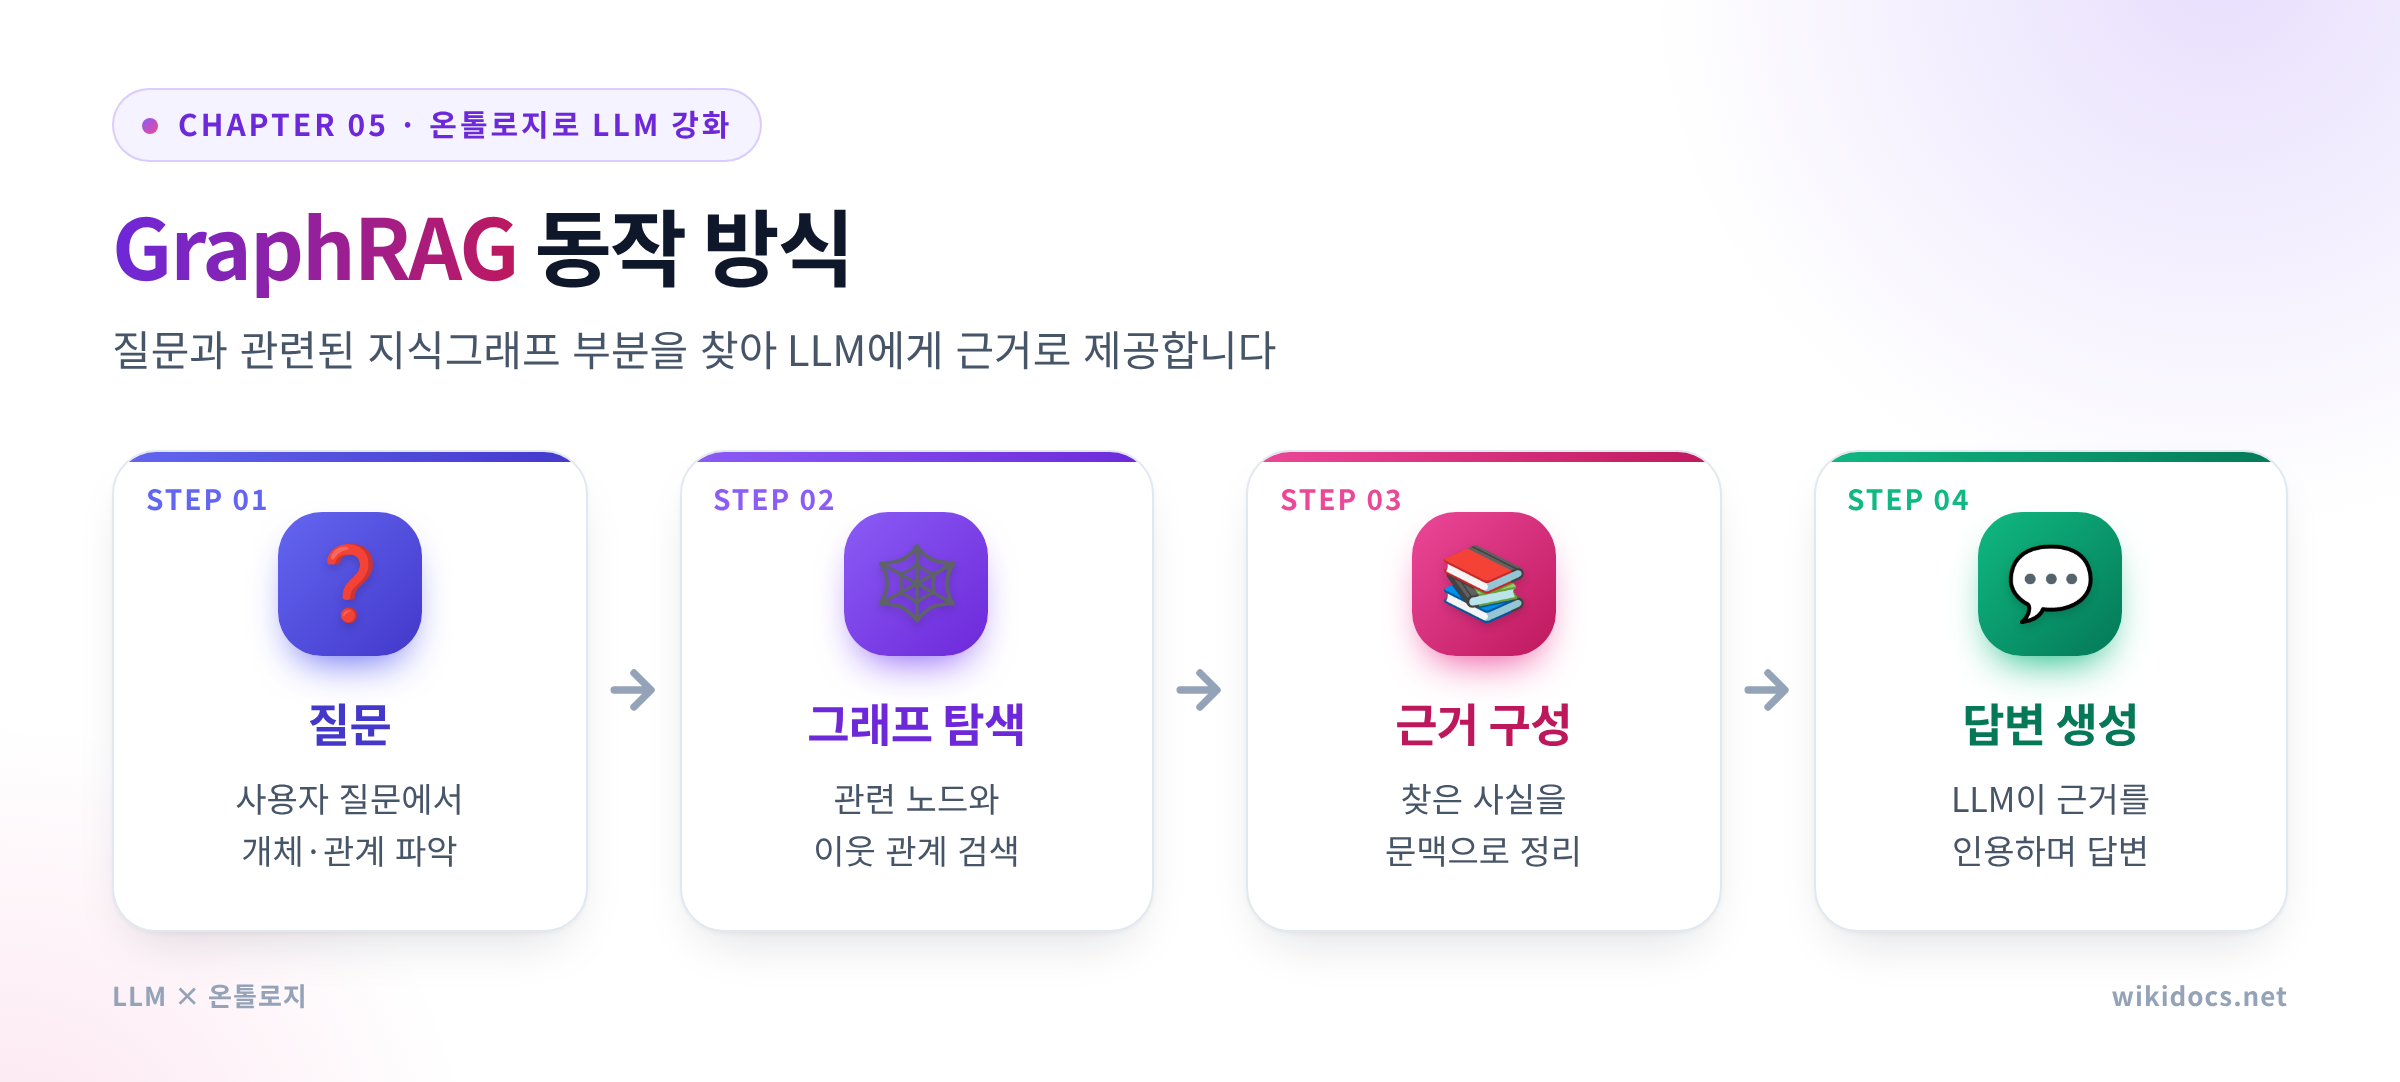 CHAPTER 05 · 온톨로지로 LLM 강화
GraphRAG 동작 방식
질문과 관련된 지식그래프 부분을 찾아 LLM에게 근거로 제공합니다
STEP 01
질문
사용자 질문에서
개체·관계 파악
STEP 02
그래프 탐색
관련 노드와
이웃 관계 검색
STEP 03
근거 구성
찾은 사실을
문맥으로 정리
STEP 04
답변 생성
LLM이 근거를
인용하며 답변
LLM × 온톨로지
wikidocs.net